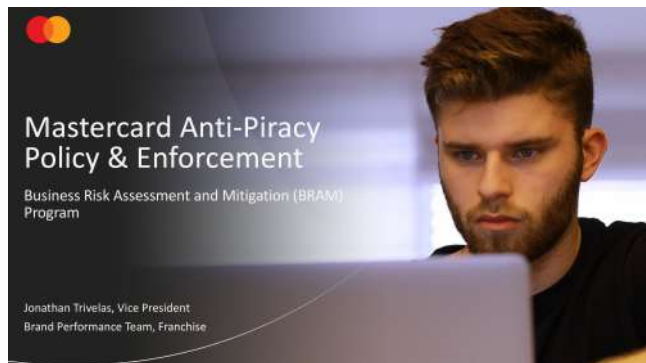 Mastercard Anti-Piracy
Policy & Enforcement
Business Risk Assessment and Mitigation (BRAM)
Program
Jonathan Trivelas, Vice President
Brand Performance Team, Franchise